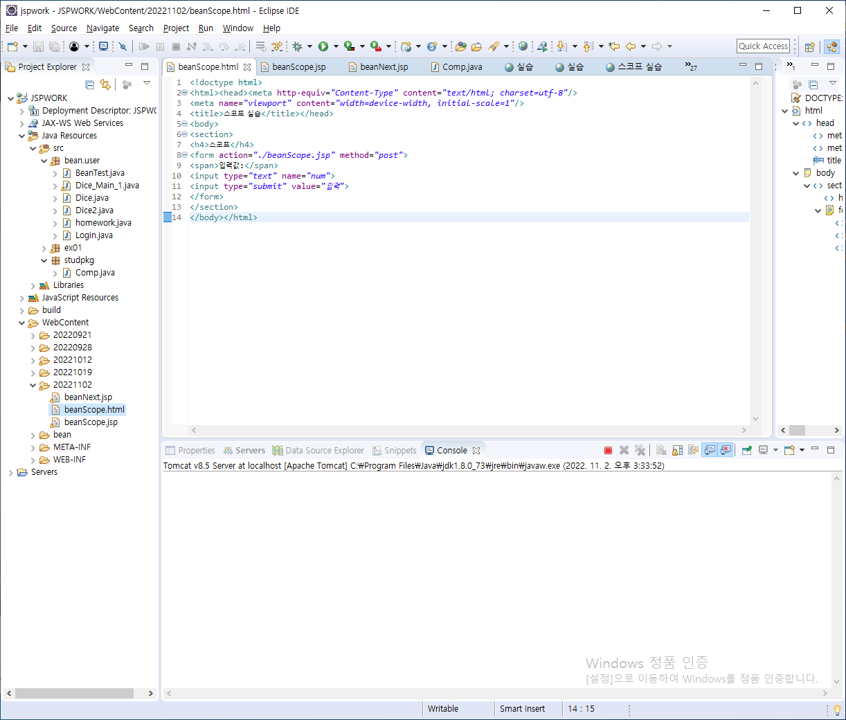 jspwork - JSPWORK/WebContent/20221102/beanScope.html - Eclipse IDE
File Edit Source Navigate Search Project Run Window Help
Quick Access
Project Explorer
JSPWORK
Deployment Descriptor: JSPWC
JAX-WS Web Services
Java Resources
src
bean.user
BeanTest.java
Dice_Main_1.java
Dice.java
Dice2.java
homework.java
Login.java
ex01
studpkg
Comp.java
Libraries
JavaScript Resources
build
WebContent
20220921
20220928
20221012
20221019
20221102
beanNext.jsp
beanScope.html
beanScope.jsp
bean
META-INF
WEB-INF
Servers
beanScope.html beanScope.jsp beanNext.jsp Comp.java 실습 실습 스코프 실습 »27
1 <!doctype html>
2 <html><head><meta http-equiv="Content-Type" content="text/html; charset=utf-8"/>
3 <meta name="viewport" content="width=device-width, initial-scale=1"/>
4 <title>스코프 실습</title></head>
5 <body>
6 <section>
7 <h4>스코프</h4>
8 <form action="./beanScope.jsp" method="post">
9 <span>입력값:</span>
10 <input type="text" name="num">
11 <input type="submit" value="입력">
12 </form>
13 </section>
14 </body></html>
»1
DOCTYPE:
html
head
met
met
title
body
sect
h
fo
Properties Servers Data Source Explorer Snippets Console
Tomcat v8.5 Server at localhost [Apache Tomcat] C:₩Program Files₩Java₩jdk1.8.0_73₩jre₩bin₩javaw.exe (2022. 11. 2. 오후 3:33:52)
Windows 정품 인증
[설정]으로 이동하여 Windows를 정품 인증합니다.
Writable Smart Insert 14 : 15